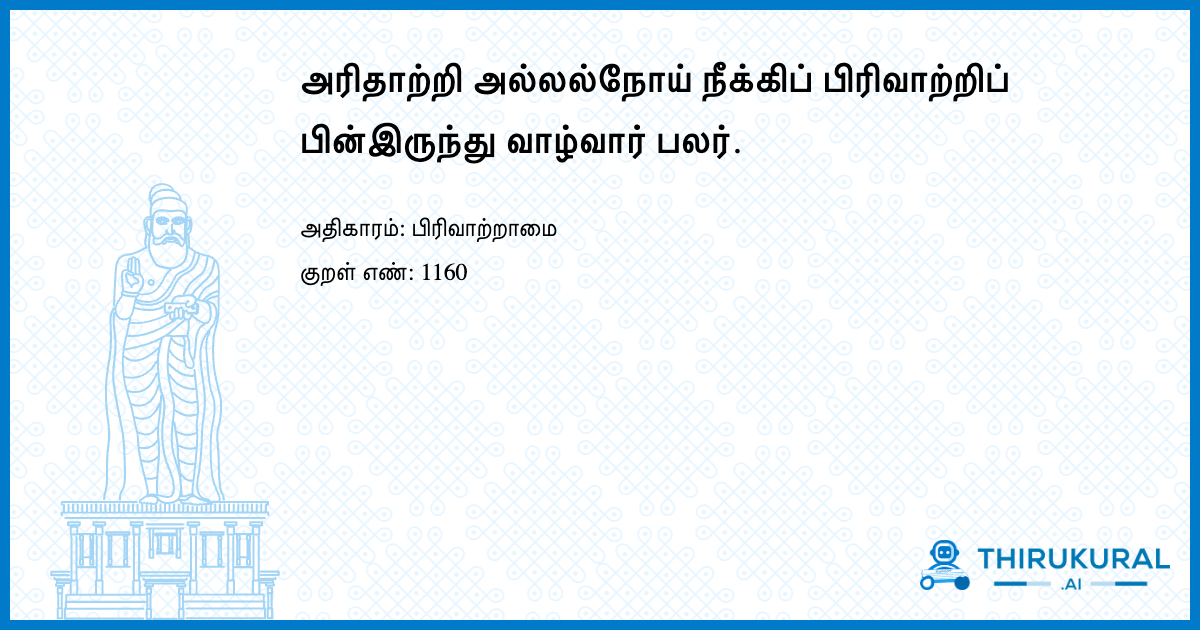 அரிதாற்றி அல்லல்நோய் நீக்கிப் பிரிவாற்றிப்
பின்இருந்து வாழ்வார் பலர்.
அதிகாரம்: பிரிவாற்றாமை
குறள் எண்: 1160
THIRUKURAL
.AI